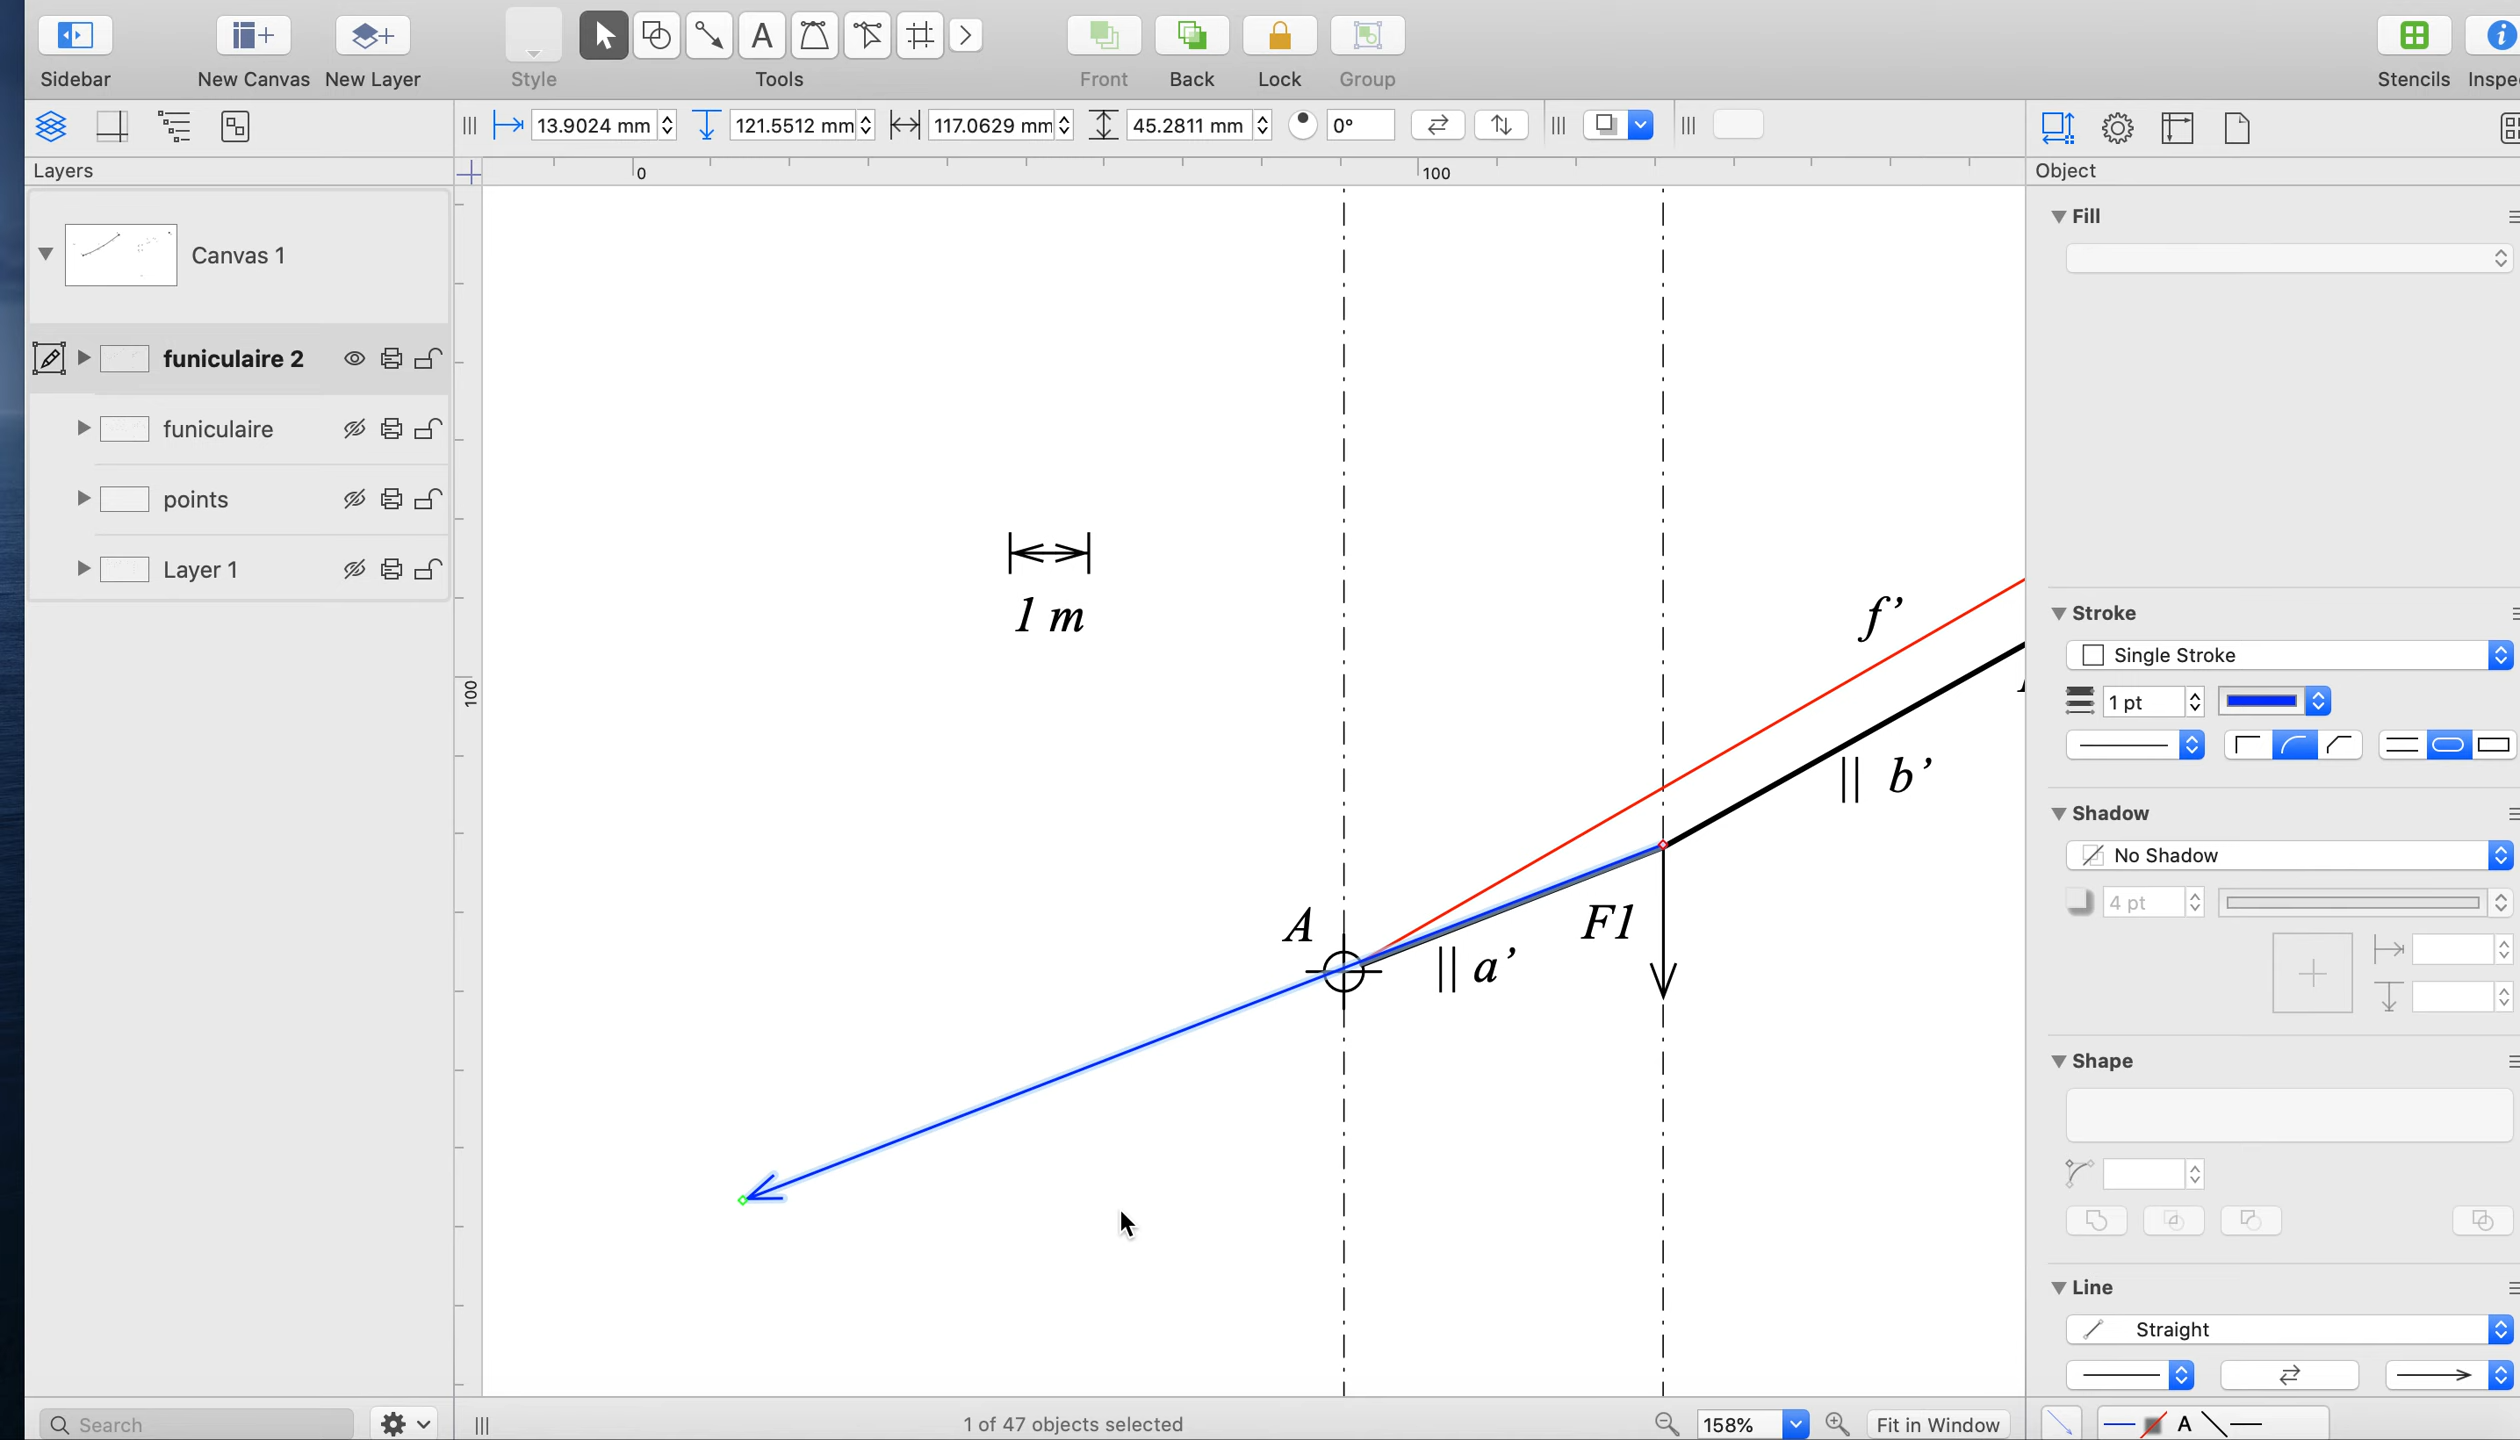 Sidebar
New Canvas
New Layer
Style
Tools
Front
Back
Lock
Group
Stencils
Inspe
13.9024 mm
121.5512 mm
117.0629 mm
45.2811 mm
0°
Layers
0
100
Object
Canvas 1
funiculaire 2
funiculaire
points
Layer 1
100
1 m
f’
|| b’
A
F1
|| a’
Fill
Stroke
Single Stroke
1 pt
Shadow
No Shadow
4 pt
Shape
Line
Straight
Search
1 of 47 objects selected
158%
Fit in Window
A